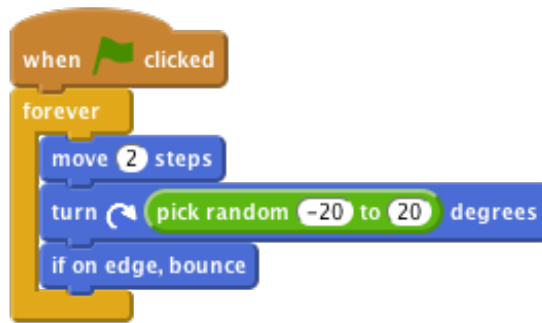 when clicked
forever
move 2 steps
turn pick random -20 to 20 degrees
if on edge, bounce